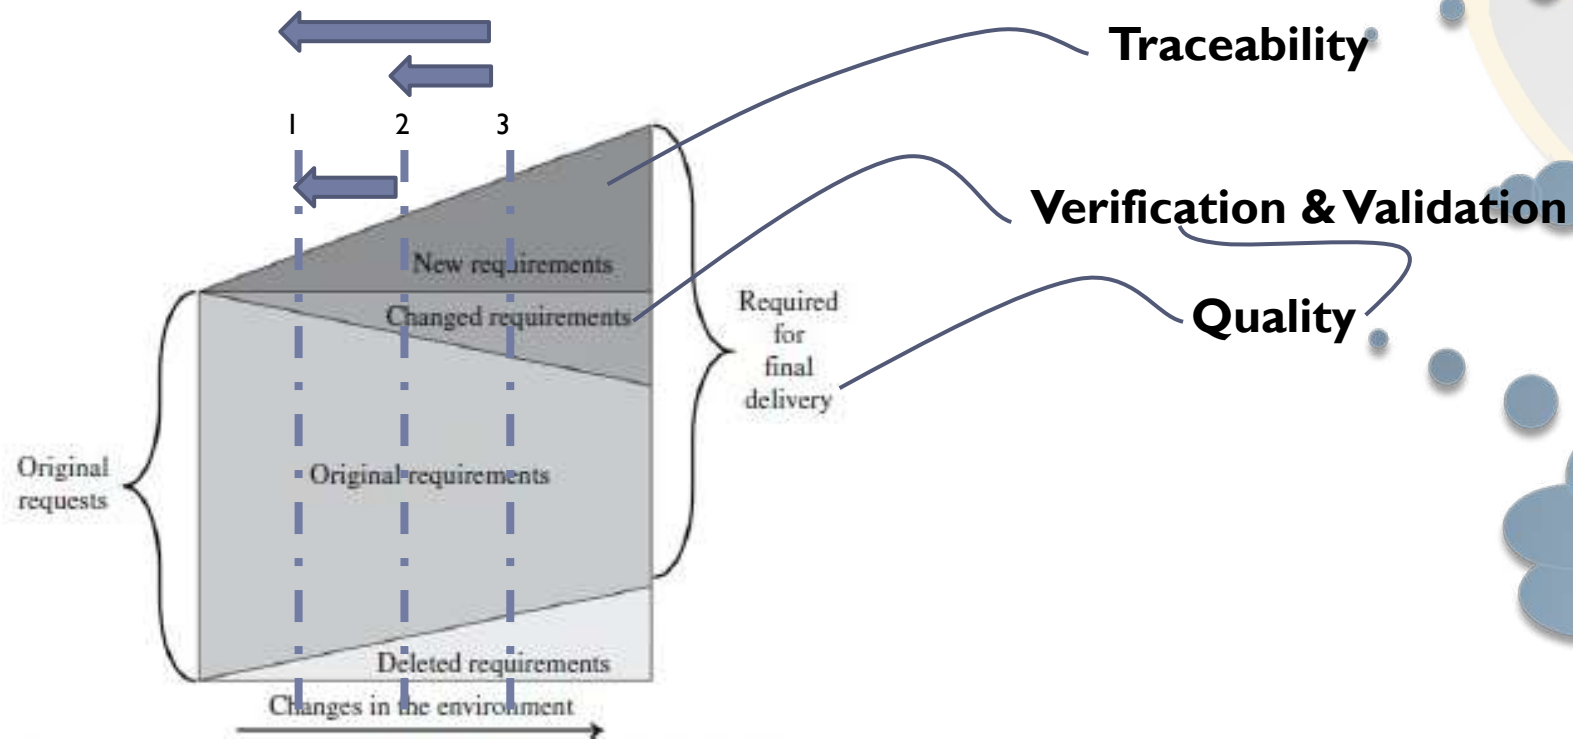 Traceability
1 2 3
Verification & Validation
New requirements
Changed requirements
Required
for
final
delivery
Quality
Original
requests
Original requirements
Deleted requirements
Changes in the environment